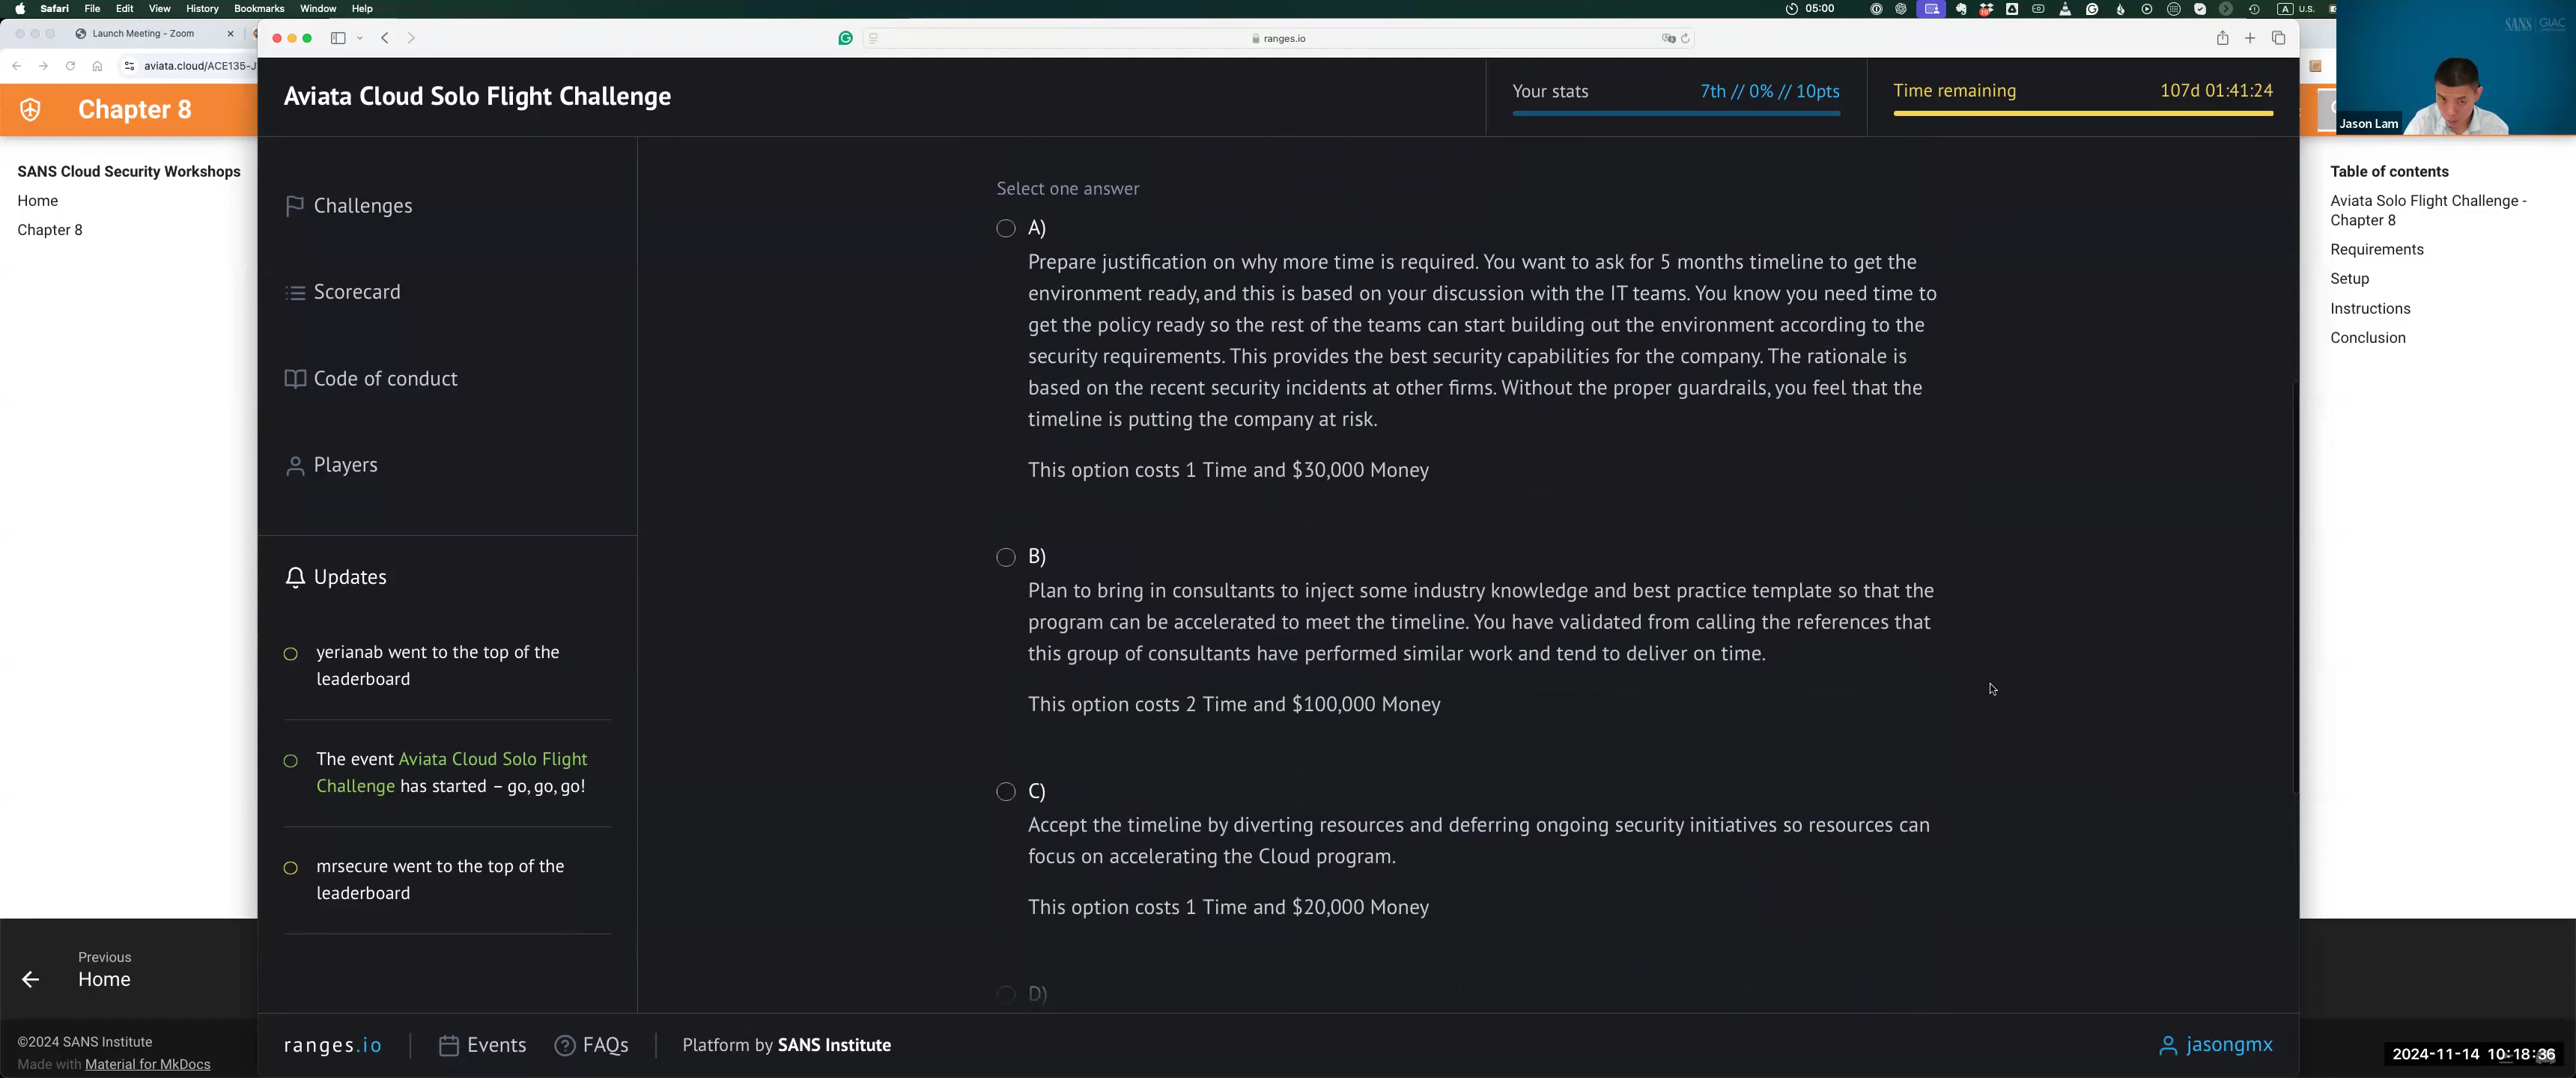 Safari File Edit View History Bookmarks Window Help
05:00
U.S.
Launch Meeting - Zoom
ranges.io
aviata.cloud/ACE135-J
SANS GIAC
Jason Lam
Chapter 8
Aviata Cloud Solo Flight Challenge
Your stats
7th // 0% // 10pts
Time remaining
107d 01:41:24
SANS Cloud Security Workshops
Home
Chapter 8
Challenges
Scorecard
Code of conduct
Players
Updates
yerianab went to the top of the
leaderboard
The event Aviata Cloud Solo Flight
Challenge has started – go, go, go!
mrsecure went to the top of the
leaderboard
Select one answer
A)
Prepare justification on why more time is required. You want to ask for 5 months timeline to get the
environment ready, and this is based on your discussion with the IT teams. You know you need time to
get the policy ready so the rest of the teams can start building out the environment according to the
security requirements. This provides the best security capabilities for the company. The rationale is
based on the recent security incidents at other firms. Without the proper guardrails, you feel that the
timeline is putting the company at risk.
This option costs 1 Time and $30,000 Money
B)
Plan to bring in consultants to inject some industry knowledge and best practice template so that the
program can be accelerated to meet the timeline. You have validated from calling the references that
this group of consultants have performed similar work and tend to deliver on time.
This option costs 2 Time and $100,000 Money
C)
Accept the timeline by diverting resources and deferring ongoing security initiatives so resources can
focus on accelerating the Cloud program.
This option costs 1 Time and $20,000 Money
D)
Table of contents
Aviata Solo Flight Challenge -
Chapter 8
Requirements
Setup
Instructions
Conclusion
Previous
Home
©2024 SANS Institute
Made with Material for MkDocs
ranges.io
Events
FAQs
Platform by SANS Institute
jasongmx
2024-11-14 10:18:36